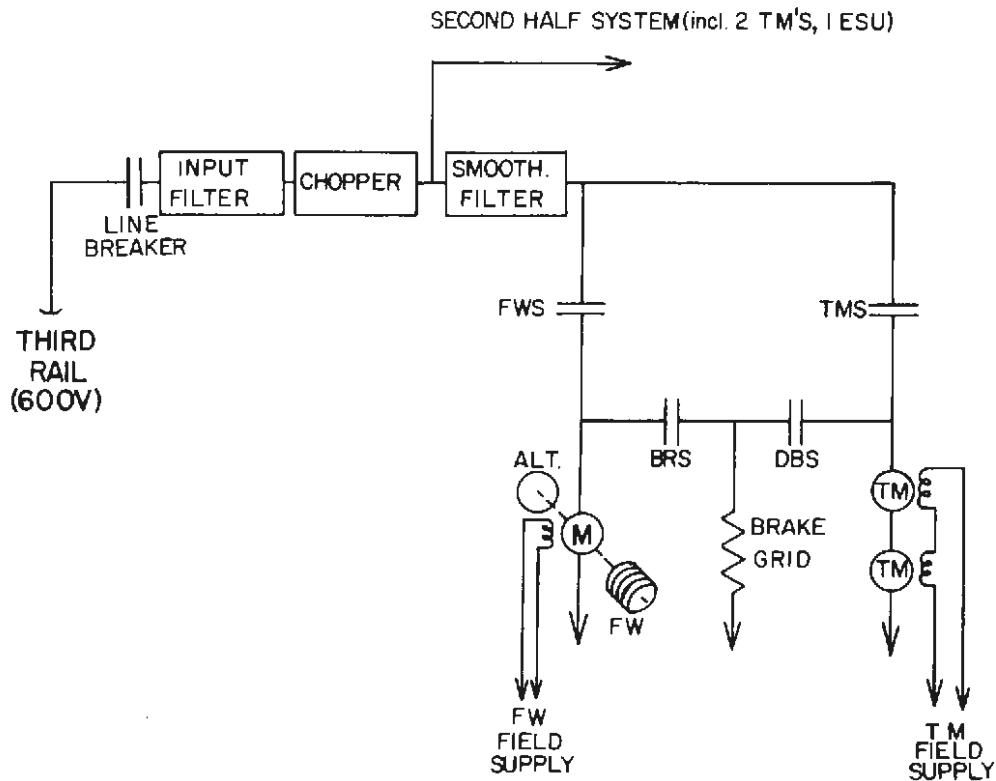 SECOND HALF SYSTEM (incl. 2 TM'S, 1 ESU)
INPUT
FILTER
CHOPPER
SMOOTH.
FILTER
LINE
BREAKER
FWS
TMS
THIRD
RAIL
(600V)
BRS
DBS
ALT.
M
TM
BRAKE
GRID
TM
FW
FW
FIELD
SUPPLY
TM
FIELD
SUPPLY